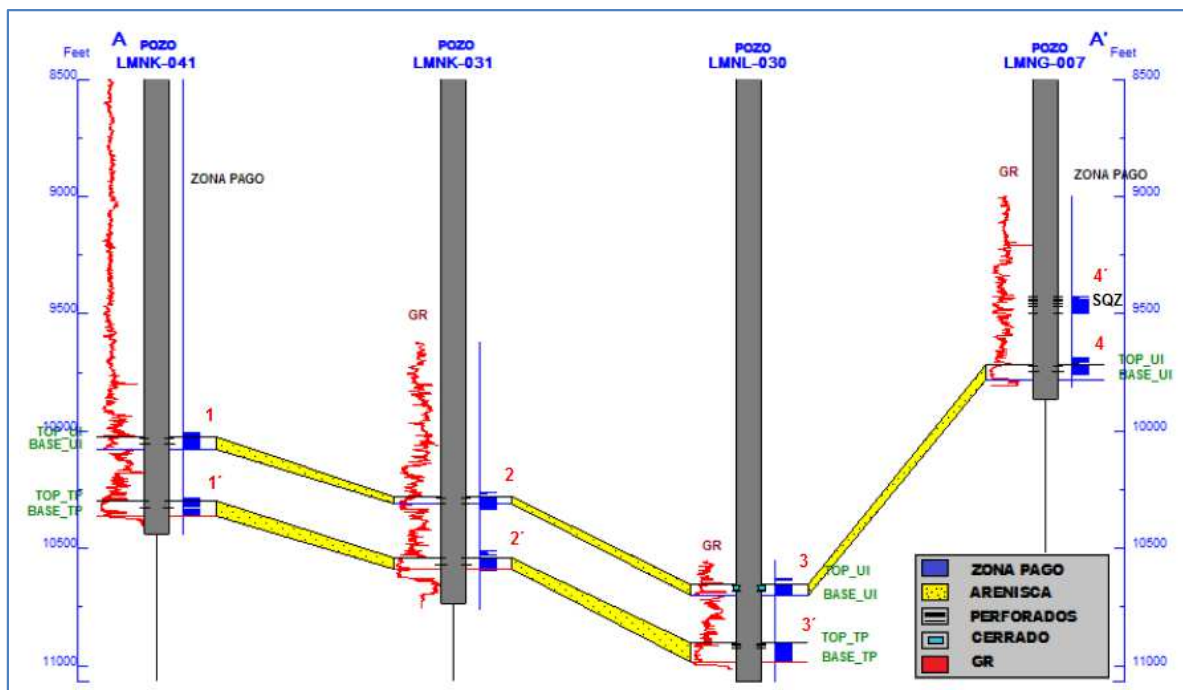 A
A'
POZO
LMNK-041
POZO
LMNK-031
POZO
LMNL-030
POZO
LMNG-007
Feet
Feet
8500
8500
ZONA PAGO
GR
ZONA PAGO
9000
9000
4´
SQZ
9500
9500
GR
4
TOP_UI
BASE_UI
1
10000
10000
TOP_UI
BASE_UI
2
1´
TOP_TP
BASE_TP
2´
10500
10500
GR
3
TOP_UI
BASE_UI
3´
TOP_TP
BASE_TP
11000
11000
ZONA PAGO
ARENISCA
PERFORADOS
CERRADO
GR